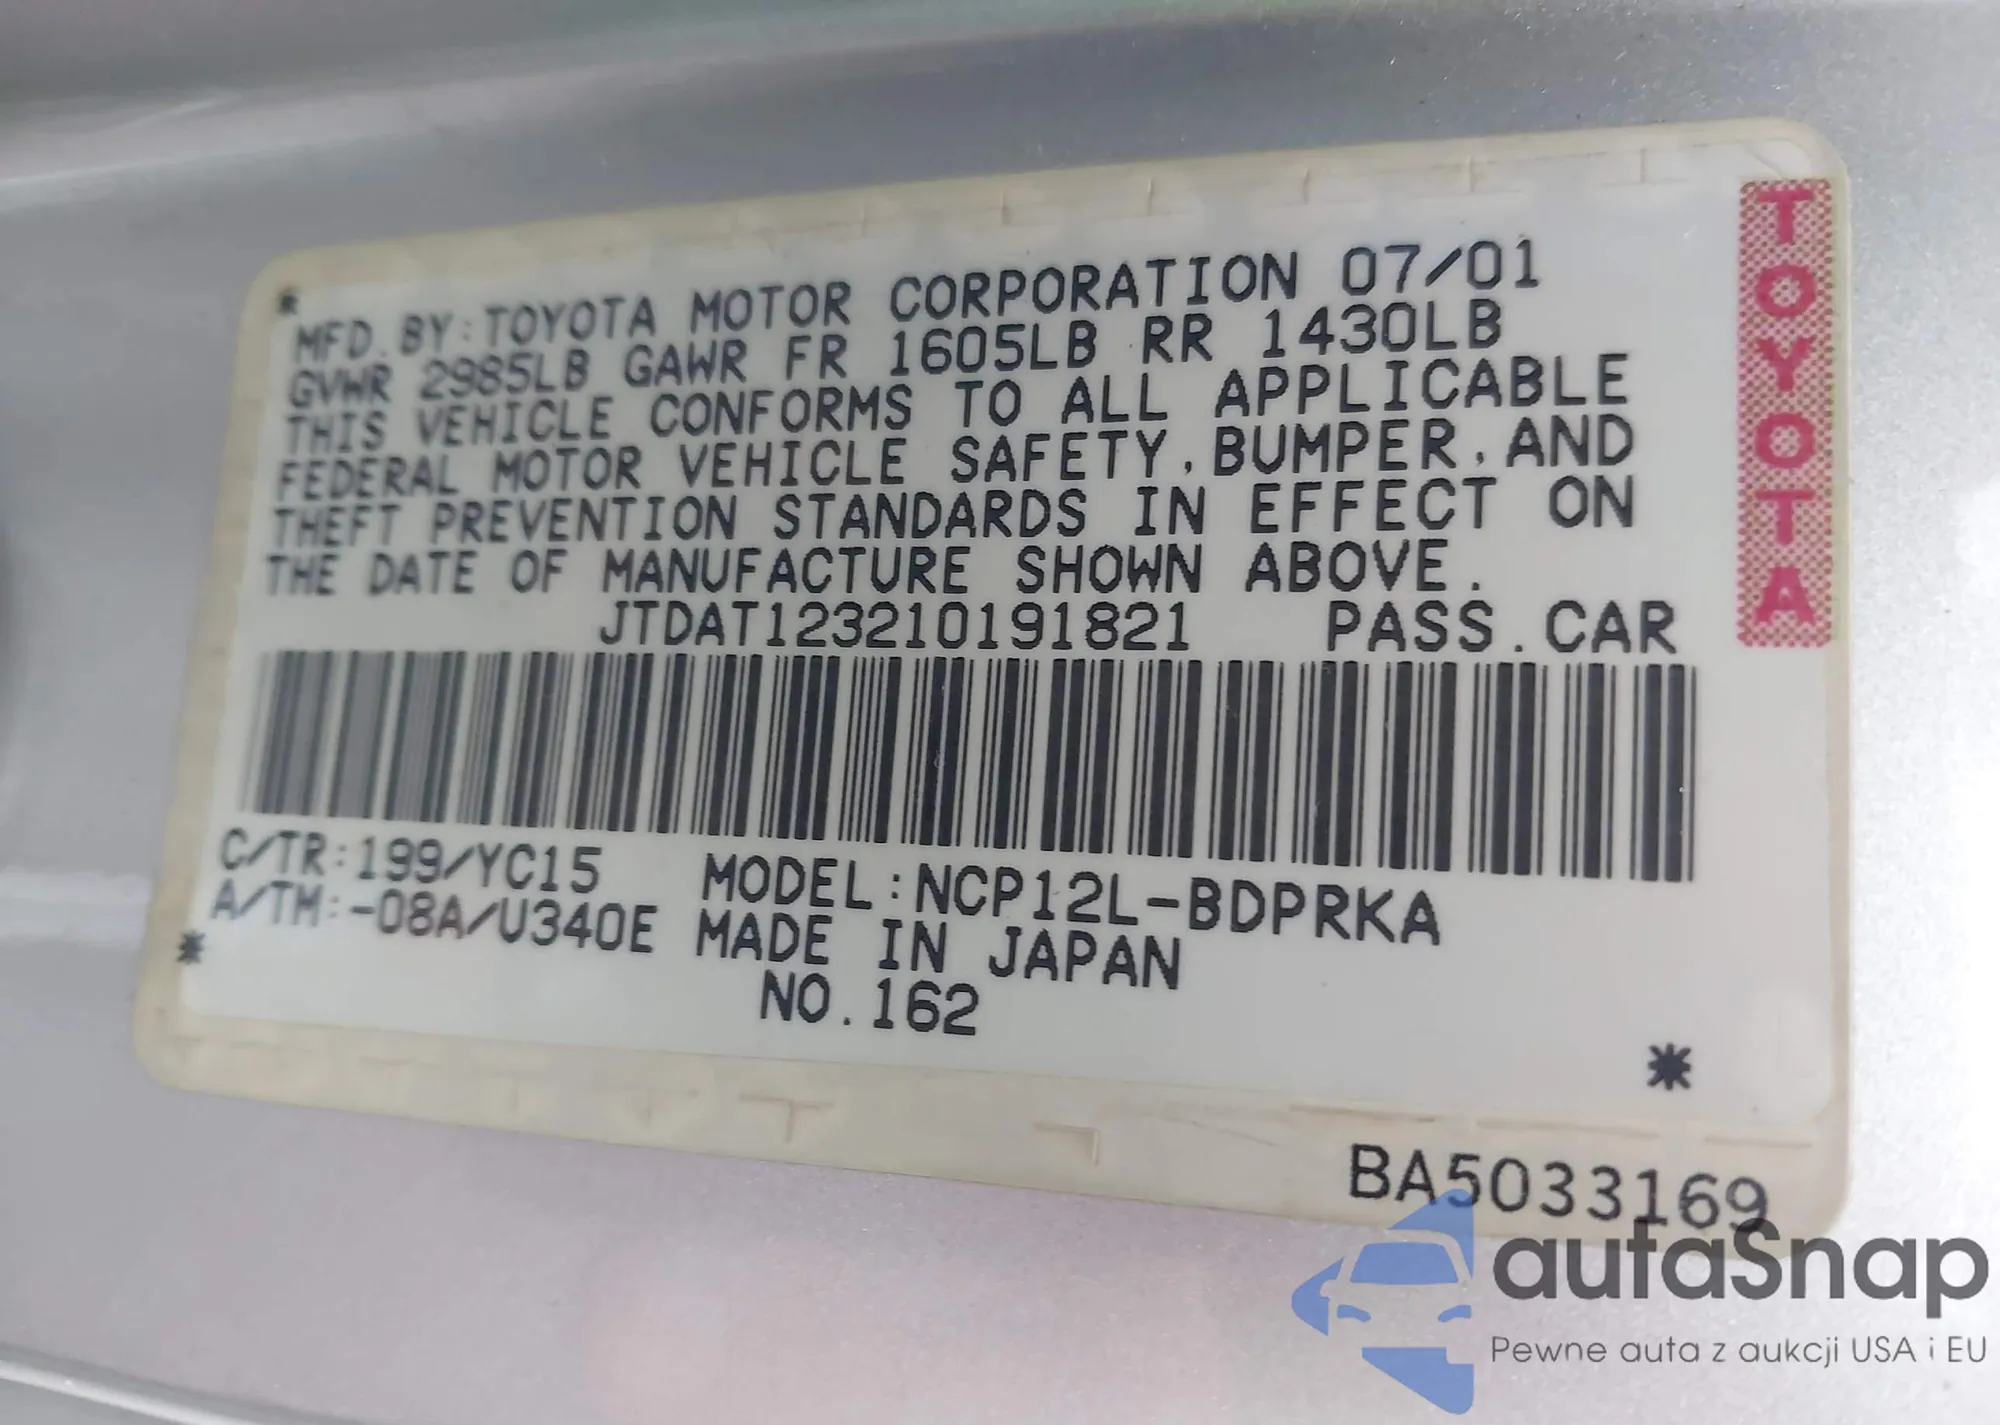 *
MFD. BY: TOYOTA MOTOR CORPORATION 07/01
GVWR 2985LB GAWR FR 1605LB RR 1430LB
THIS VEHICLE CONFORMS TO ALL APPLICABLE
FEDERAL MOTOR VEHICLE SAFETY, BUMPER, AND
THEFT PREVENTION STANDARDS IN EFFECT ON
THE DATE OF MANUFACTURE SHOWN ABOVE.
JTDAT123210191821 PASS. CAR
C/TR: 199/YC15 MODEL: NCP12L-BDPRKA
A/TM: -08A/U340E MADE IN JAPAN
* NO. 162
*
BA5033169
TOYOTA
autaSnap
Pewne auta z aukcji USA i EU